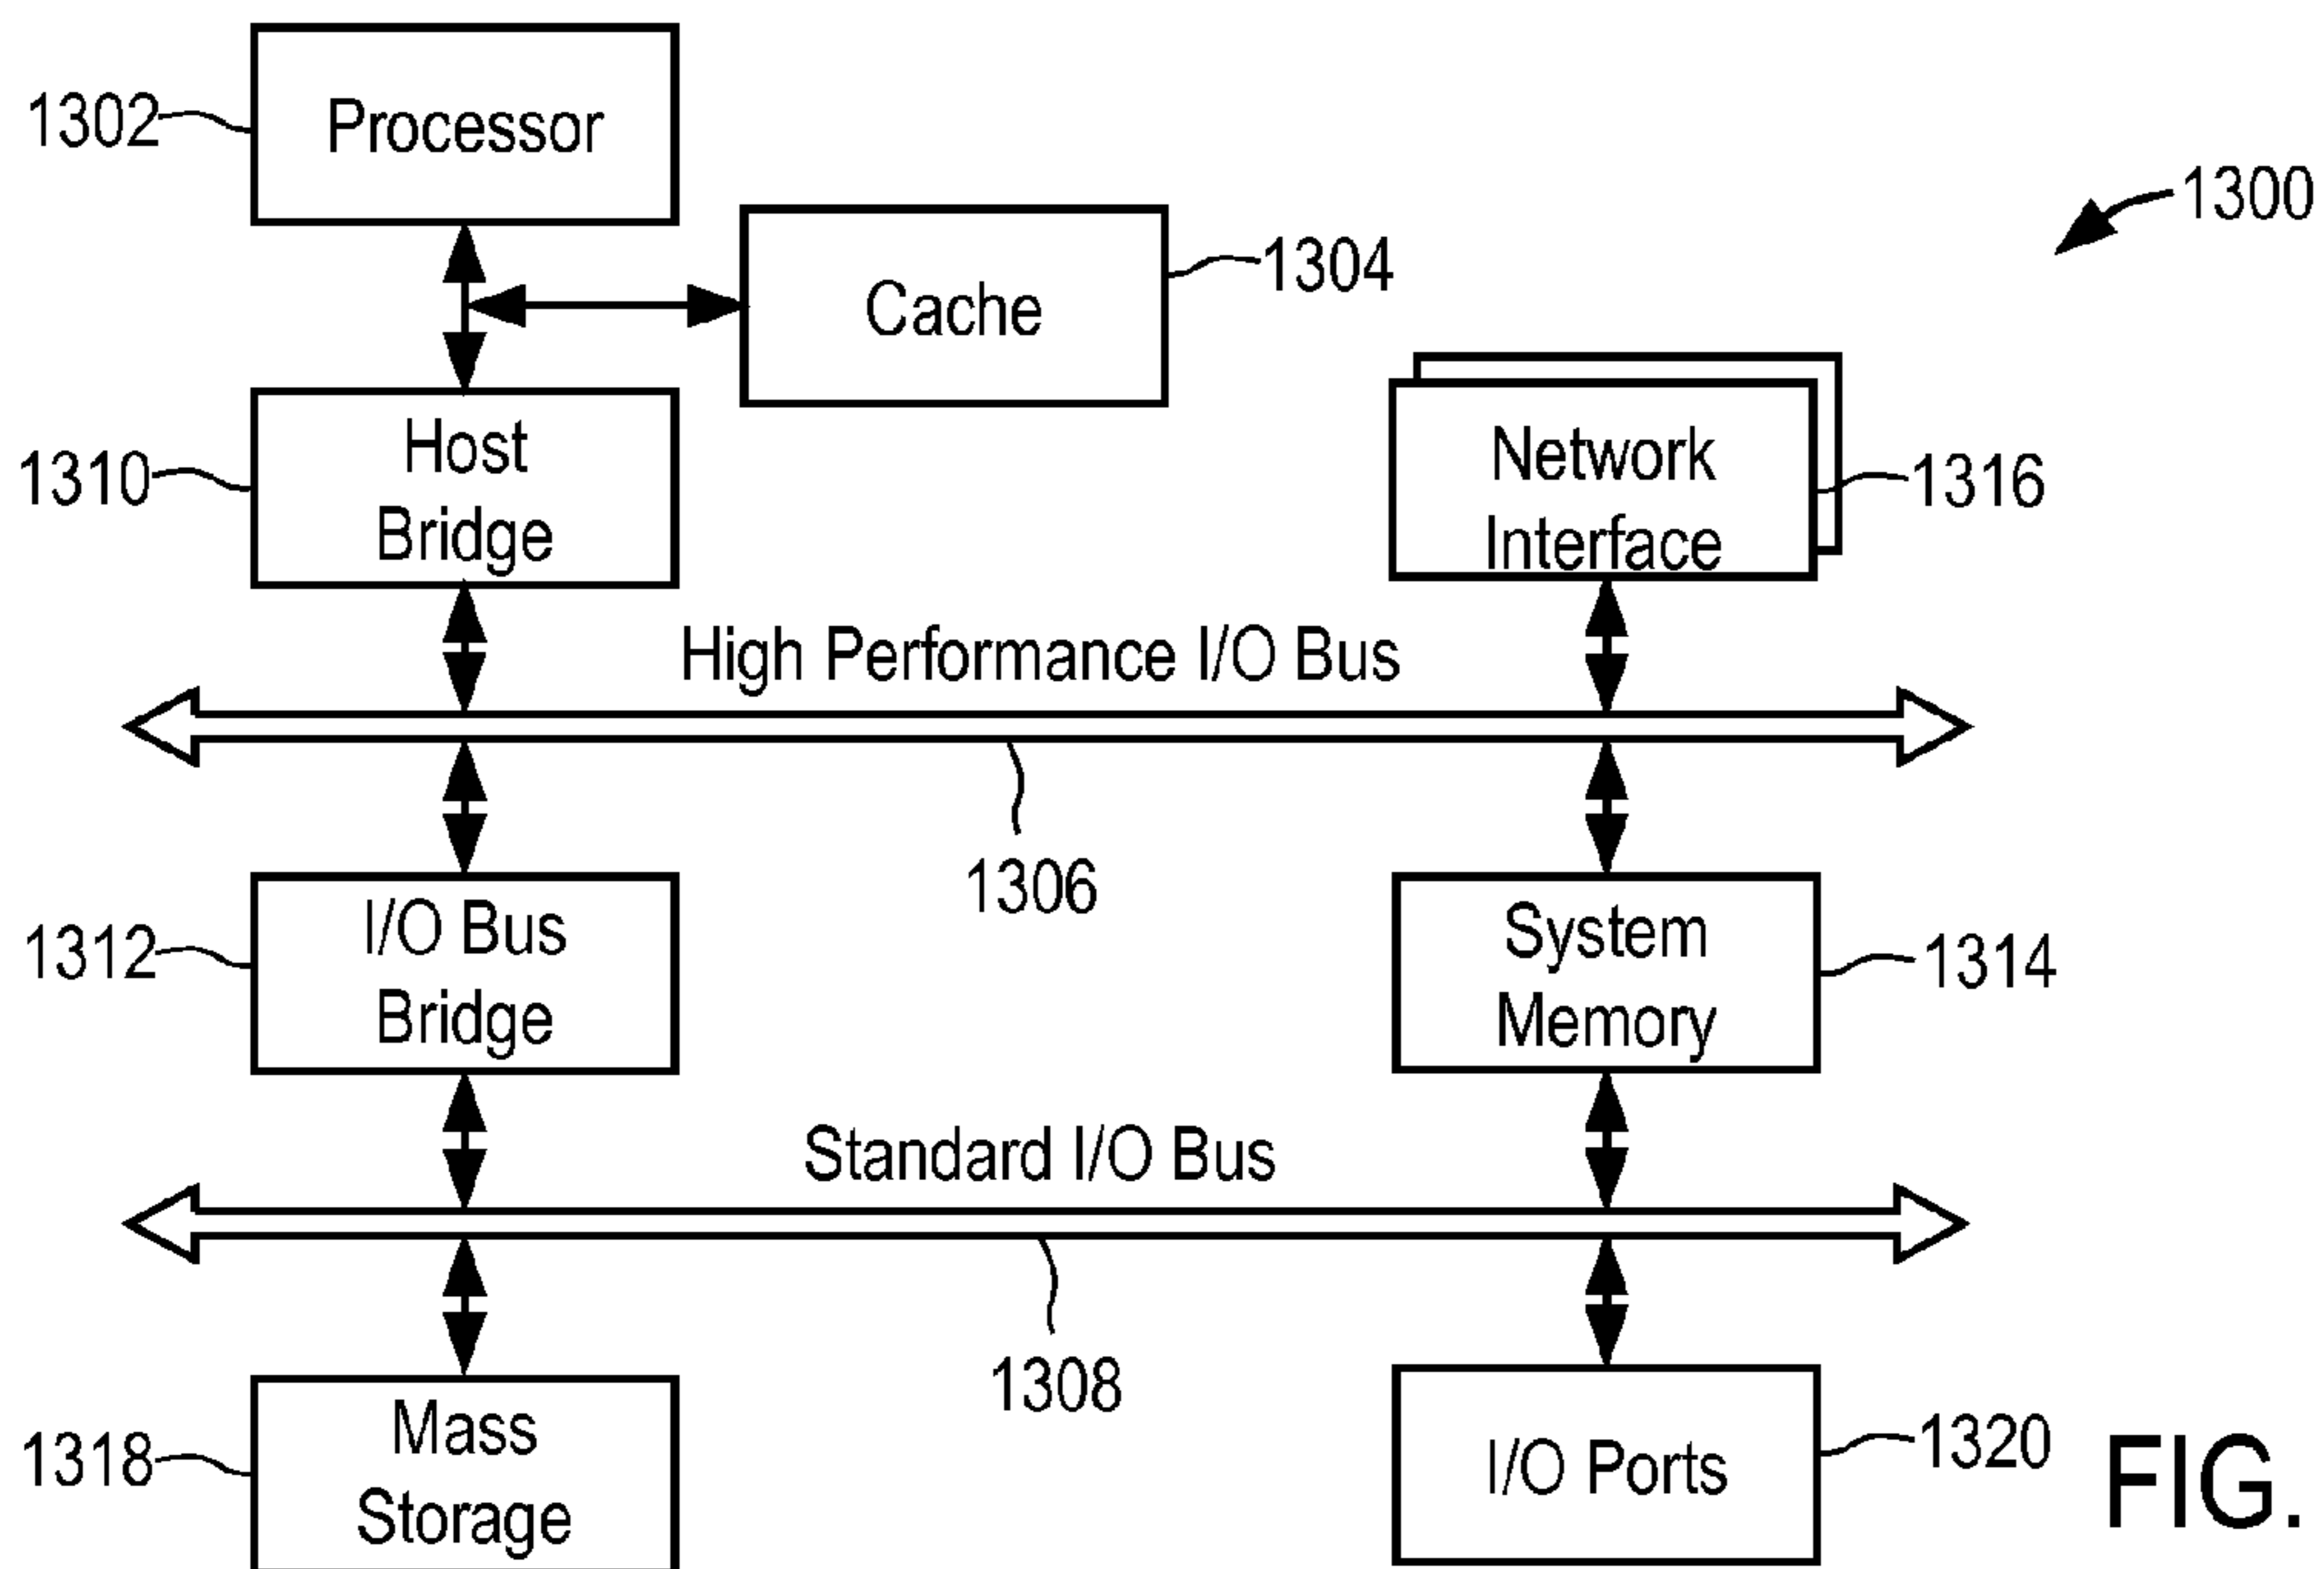 1302
Processor
1300
1304
Cache
1310
Host
Bridge
Network
Interface
1316
High Performance I/O Bus
1306
1312
I/O Bus
Bridge
System
Memory
1314
Standard I/O Bus
1308
1318
Mass
Storage
I/O Ports
1320
FIG.